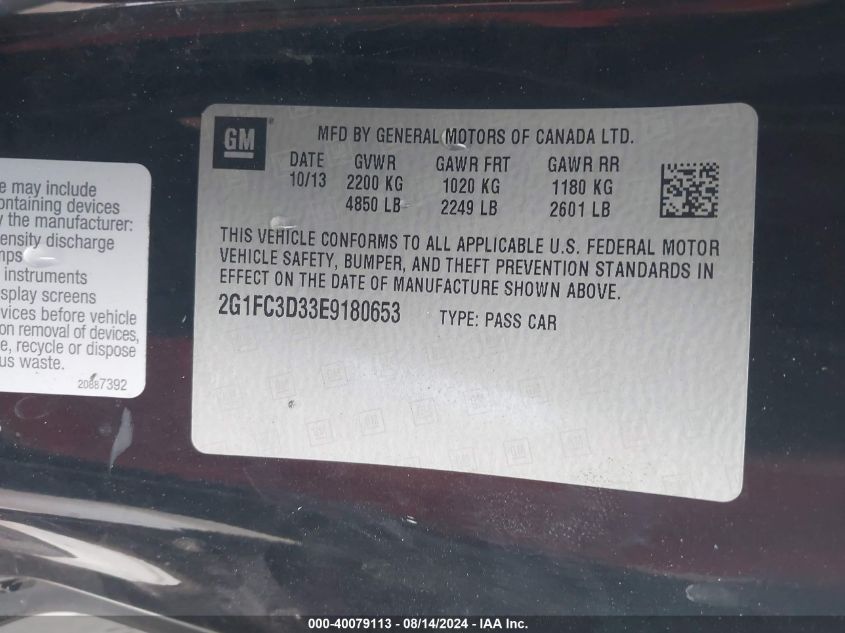 GM
MFD BY GENERAL MOTORS OF CANADA LTD.
DATE GVWR GAWR FRT GAWR RR
10/13 2200 KG 1020 KG 1180 KG
4850 LB 2249 LB 2601 LB
THIS VEHICLE CONFORMS TO ALL APPLICABLE U.S. FEDERAL MOTOR
VEHICLE SAFETY, BUMPER, AND THEFT PREVENTION STANDARDS IN
EFFECT ON THE DATE OF MANUFACTURE SHOWN ABOVE.
2G1FC3D33E9180653 TYPE: PASS CAR
e may include
ontaining devices
y the manufacturer:
ensity discharge
mps
instruments
splay screens
vices before vehicle
on removal of devices,
e, recycle or dispose
us waste.
20887392
000-40079113 - 08/14/2024 - IAA Inc.